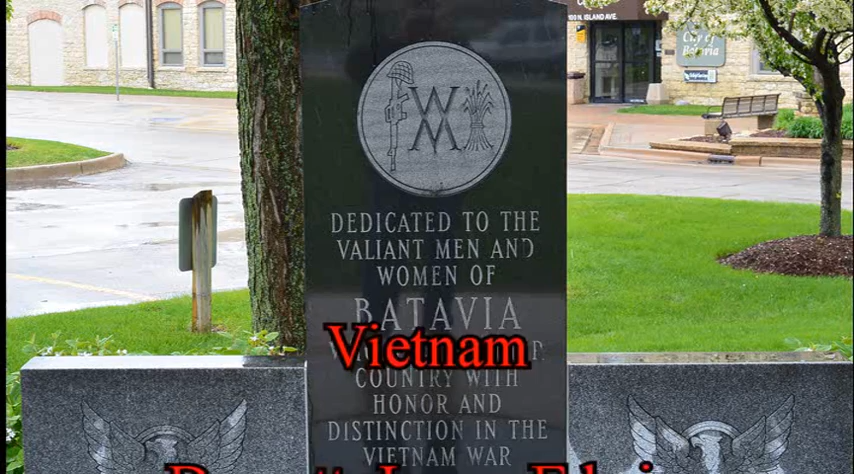 200 N. ISLAND AVE.
City of
Batavia
DEDICATED TO THE
VALIANT MEN AND
WOMEN OF
BATAVIA
Vietnam
COUNTRY WITH
HONOR AND
DISTINCTION IN THE
VIETNAM WAR